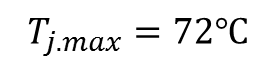 T_{j.max} = 72℃